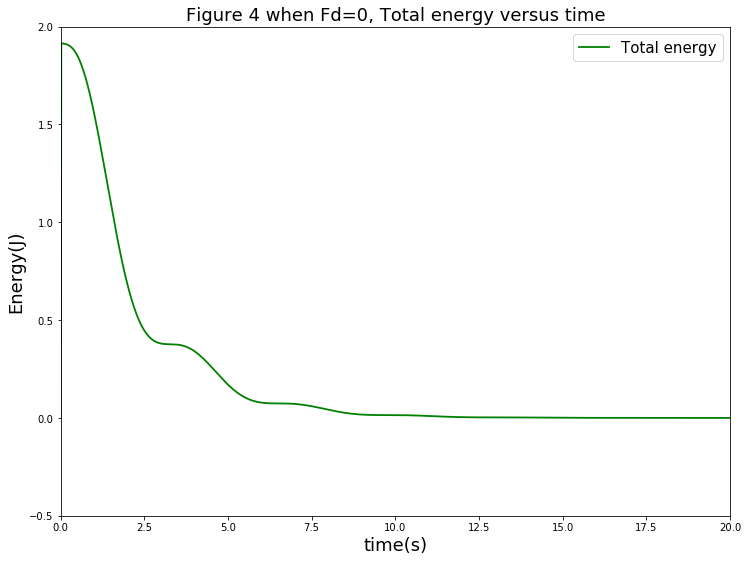 Figure 4 when Fd=0, Total energy versus time
Total energy
Energy(J)
2.0
1.5
1.0
0.5
0.0
−0.5
0.0 2.5 5.0 7.5 10.0 12.5 15.0 17.5 20.0
time(s)